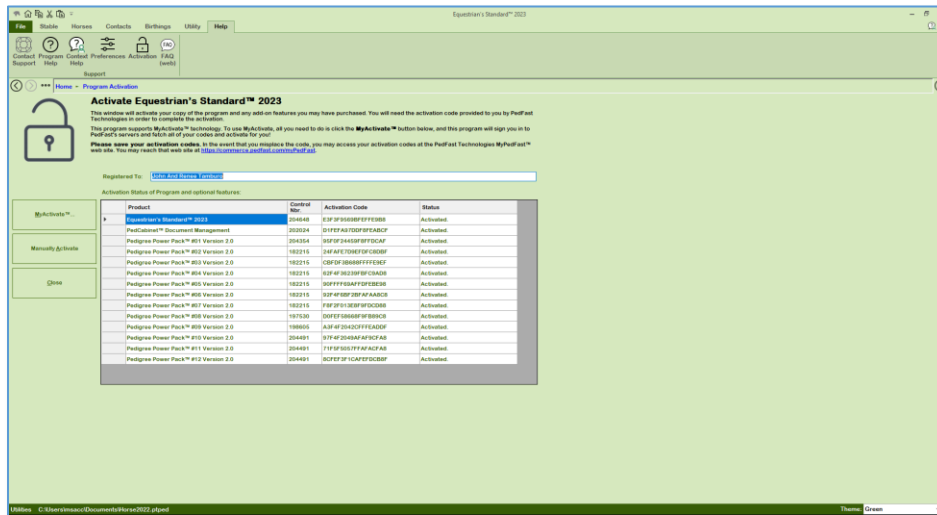 Equestrian's Standard™ 2023
File Stable Horses Contacts Birthings Utility Help
Contact Support Program Help Context Help Preferences Activation FAQ (web)
Support
Home ~ Program Activation
Activate Equestrian's Standard™ 2023
This window will activate your copy of the program and any add-on features you may have purchased. You will need the activation code provided to you by PedFast
Technologies in order to complete the activation.
This program supports MyActivate™ technology. To use MyActivate, all you need to do is click the MyActivate™ button below, and this program will sign you in to
PedFast's servers and fetch all of your codes and activate for you!
Please save your activation codes. In the event that you misplace the code, you may access your activation codes at the PedFast Technologies MyPedFast™
web site. You may reach that web site at https://commerce.pedfast.com/myPedFast.
Registered To: John And Renee Tamburo
Activation Status of Program and optional features:
MyActivate™...
Manually Activate
Close
Product Control Nbr. Activation Code Status
Equestrian's Standard™ 2023 204648 Activated.
PedCabinet™ Document Management 202024 Activated.
Pedigree Power Pack™ #01 Version 2.0 204354 Activated.
Pedigree Power Pack™ #02 Version 2.0 182215 Activated.
Pedigree Power Pack™ #03 Version 2.0 182215 Activated.
Pedigree Power Pack™ #04 Version 2.0 182215 Activated.
Pedigree Power Pack™ #05 Version 2.0 182215 Activated.
Pedigree Power Pack™ #06 Version 2.0 182215 Activated.
Pedigree Power Pack™ #07 Version 2.0 182215 Activated.
Pedigree Power Pack™ #08 Version 2.0 197530 Activated.
Pedigree Power Pack™ #09 Version 2.0 198605 Activated.
Pedigree Power Pack™ #10 Version 2.0 204491 Activated.
Pedigree Power Pack™ #11 Version 2.0 204491 Activated.
Pedigree Power Pack™ #12 Version 2.0 204491 Activated.
Utilities C:\Users\msacc\Documents\Horse2022.pfped Theme: Green